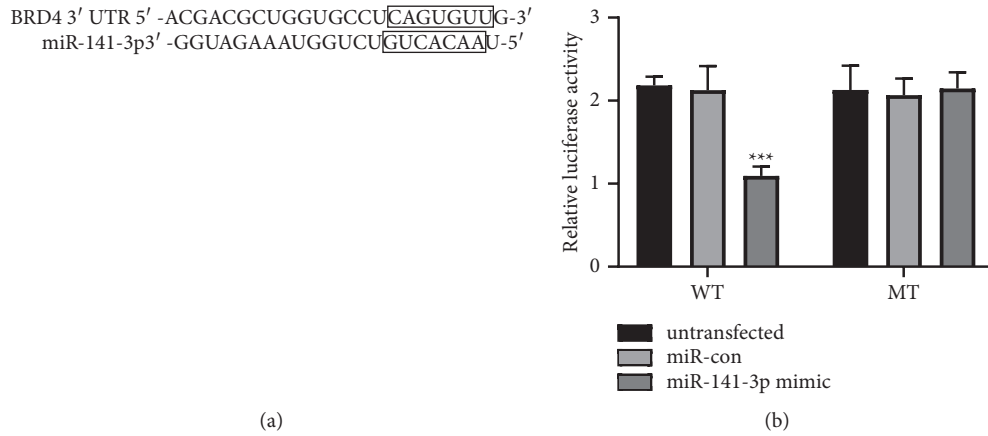 BRD4 3′ UTR 5′ -ACGACGCUGGUGCCUCAGUGUUG-3′
miR-141-3p3′ -GGUAGAAAUGGUCUGUCACAAU-5′
(a)
Relative luciferase activity
3
2
1
0
***
WT
MT
untransfected
miR-con
miR-141-3p mimic
(b)